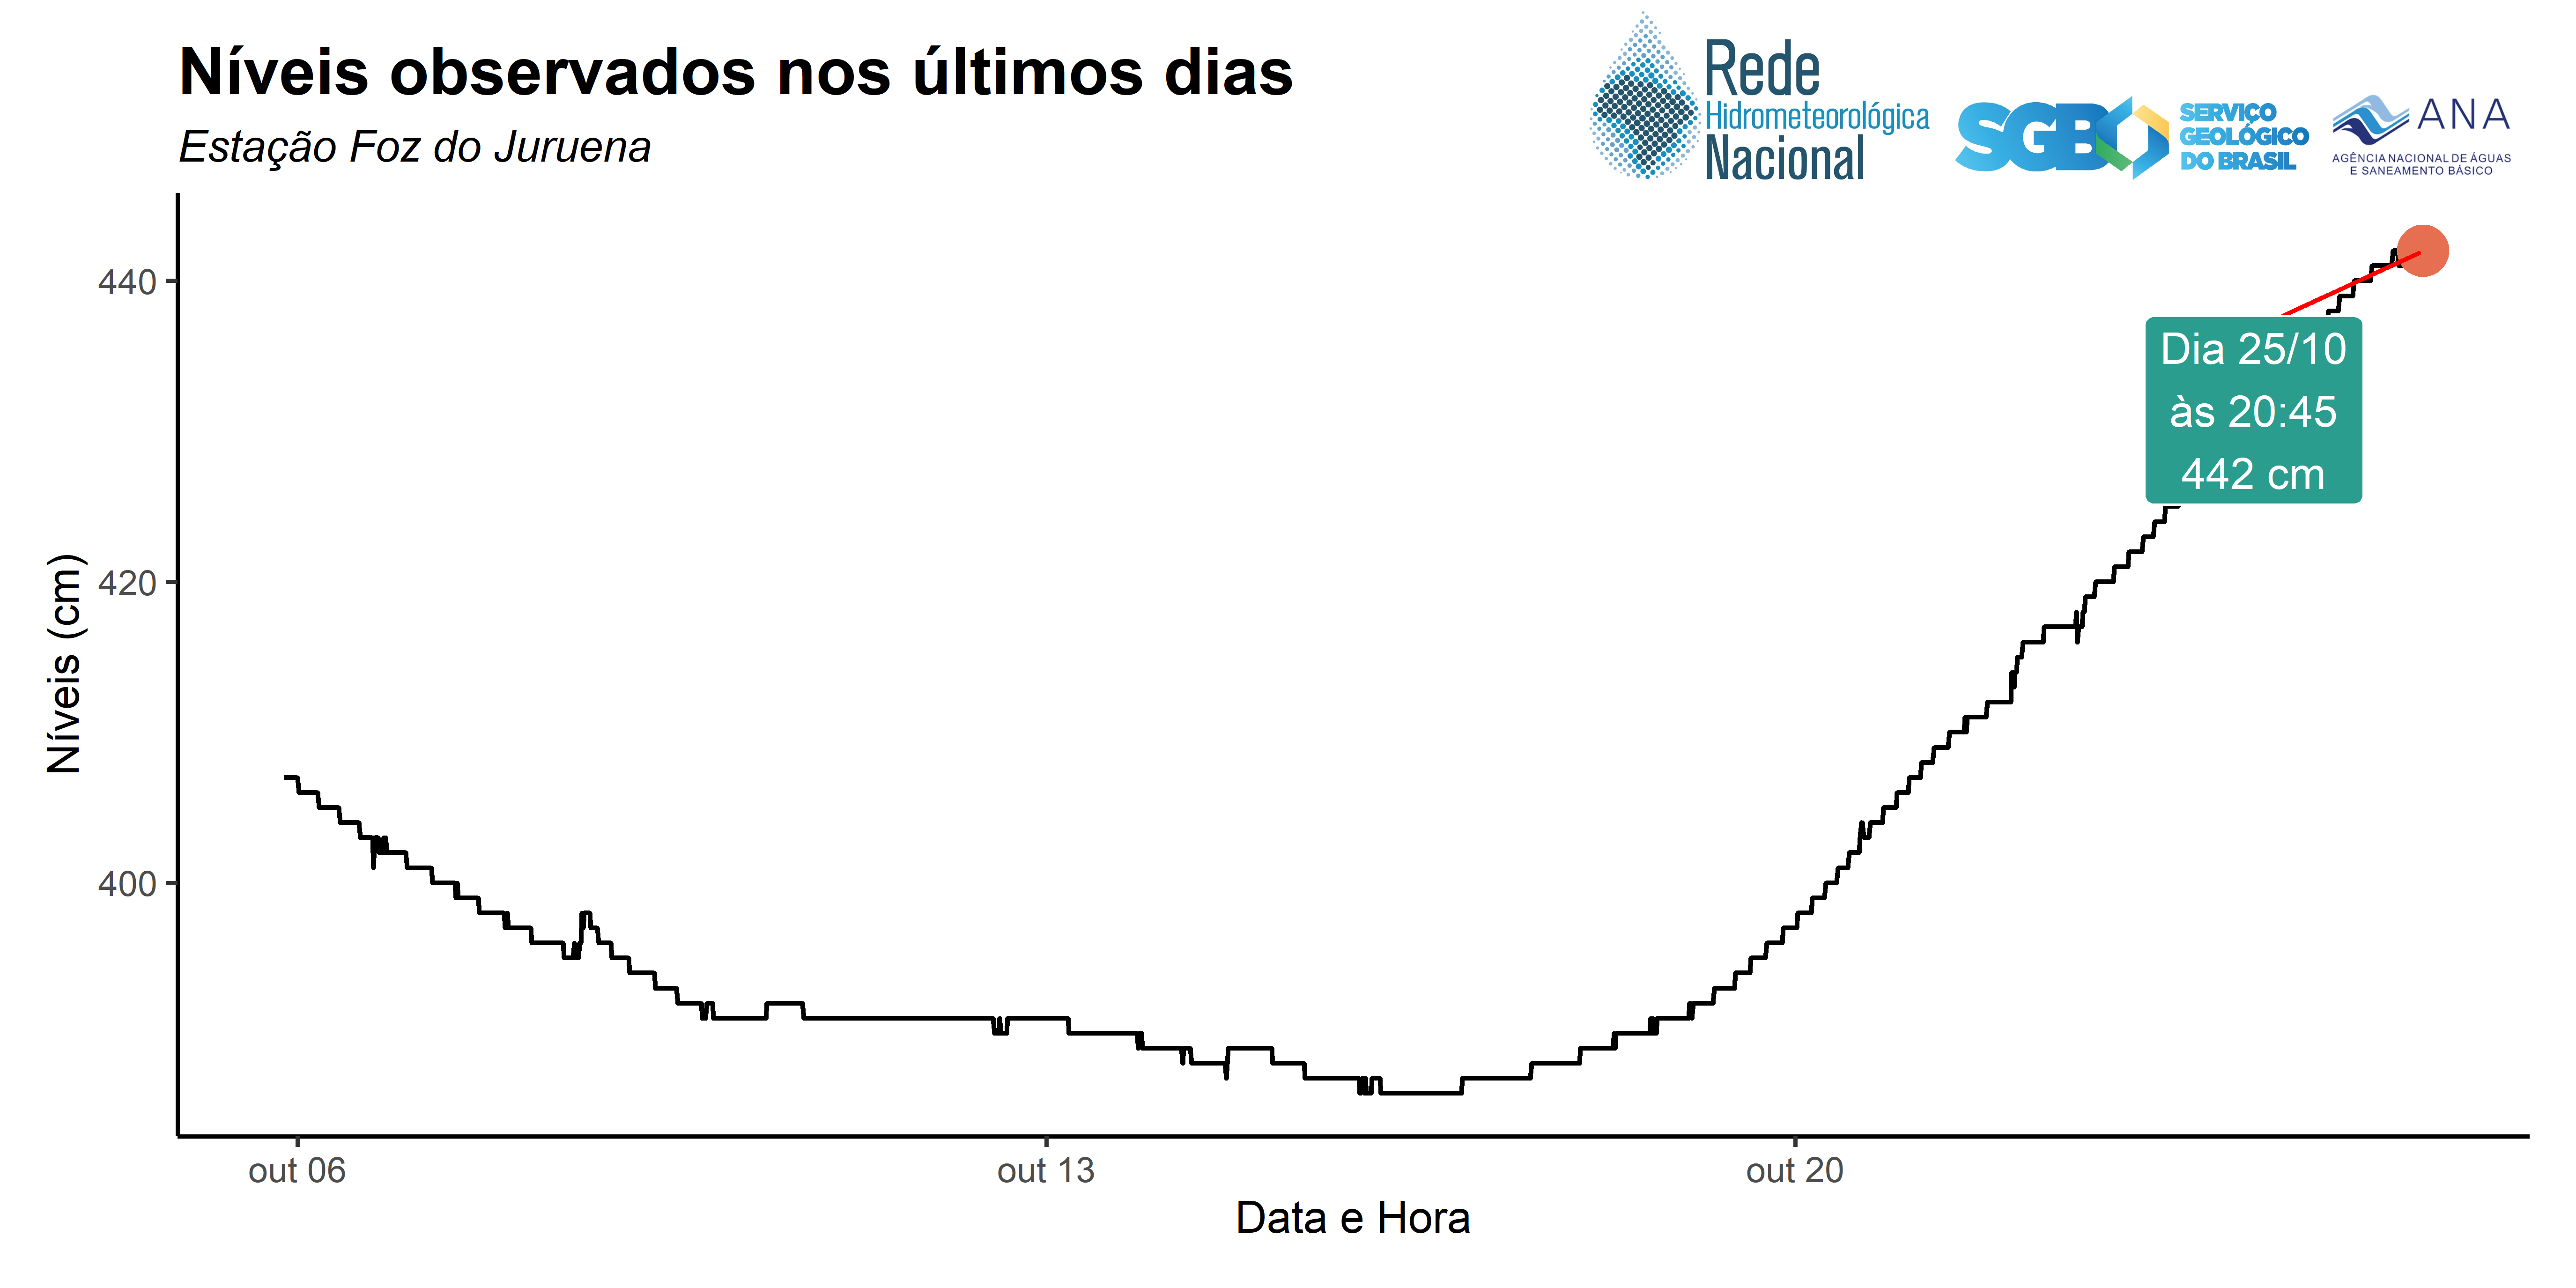 Níveis observados nos últimos dias
Estação Foz do Juruena
Rede
Hidrometeorológica
Nacional
SGB
SERVIÇO
GEOLÓGICO
DO BRASIL
ANA
AGÊNCIA NACIONAL DE ÁGUAS
E SANEAMENTO BÁSICO
Níveis (cm)
440
420
400
Dia 25/10
às 20:45
442 cm
out 06
out 13
out 20
Data e Hora